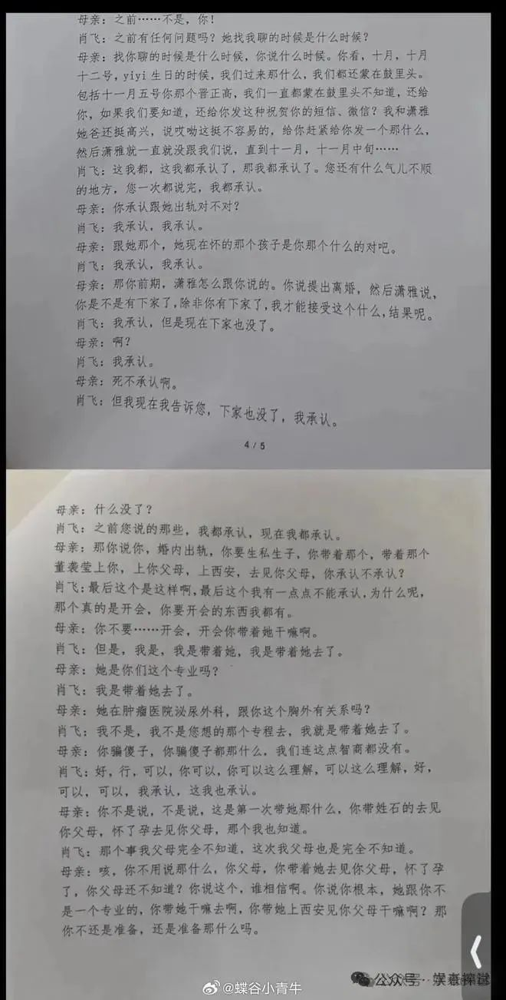 母亲：之前……不是，你！
肖飞：之前有任何问题吗？她找我聊的时候是什么时候？
母亲：找你聊的时候是什么时候，你说什么时候。你看，十月，十月
十二号，yiyi 生日的时候，我们过来那什么，我们都还蒙在鼓里头。
包括十一月五号你那个晋正高，我们一直都蒙在鼓里头不知道，还给
你，如果我们要知道，还给你发这种祝贺你的短信、微信？我和潇雅
她爸还挺高兴，说哎呦这挺不容易的，给你赶紧给你发一个那什么，
然后潇雅就一直就没跟我们说，直到十一月，十一月中旬……
肖飞：这我都，这我都承认了，那我都承认了。您还有什么气儿不顺
的地方，您一次都说完，我都承认。
母亲：你承认跟她出轨对不对？
肖飞：我承认，我承认。
母亲：跟她那个，她现在怀的那个孩子是你那个什么的对吧。
肖飞：我承认，我承认。
母亲：那你前期，潇雅怎么跟你说的。你说提出离婚，然后潇雅说，
你是不是有下家了，除非你有下家了，我才能接受这个什么，结果呢。
肖飞：我承认，但是现在下家也没了。
母亲：啊？
肖飞：我承认。
母亲：死不承认啊。
肖飞：但我现在我告诉您，下家也没了，我承认。
4 / 5
母亲：什么没了？
肖飞：之前您说的那些，我都承认，现在我都承认。
母亲：那你说你，婚内出轨，你要生私生子，你带着那个，带着那个
董袭莹上你，上你父母，上西安，去见你父母，你承认不承认？
肖飞：最后这个是这样啊，最后这个我有一点点不能承认，为什么呢，
那个真的是开会，你要开会的东西我都有。
母亲：你不要……开会，开会你带着她干嘛啊。
肖飞：但是，我是，我是带着她，我是带着她去了。
母亲：她是你们这个专业吗？
肖飞：我是带着她去了。
母亲：她在肿瘤医院泌尿外科，跟你这个胸外有关系吗？
肖飞：我不是，我不是您想的那个专程去，我就是带着她去了。
母亲：你骗傻子，你骗傻子都那什么，我们连这点智商都没有。
肖飞：好，行，可以，你可以，你可以这么理解，可以这么理解，好，
可以，可以，我承认，这我也承认。
母亲：你不是说，不是说，这是第一次带她那什么，你带姓石的去见
你父母，怀了孕去见你父母，那个我也知道。
肖飞：那个事我父母完全不知道，这次我父母也是完全不知道。
母亲：咳，你不用说那什么，你父母，你带着她去见你父母，怀了孕
了，你父母还不知道？你说这个，谁相信啊。你说你根本，她跟你不
是一个专业的，你带她干嘛去啊，你带她上西安见你父母干嘛啊？那
你不还是准备，还是准备那什么吗。
@蝶谷小青牛
公众号